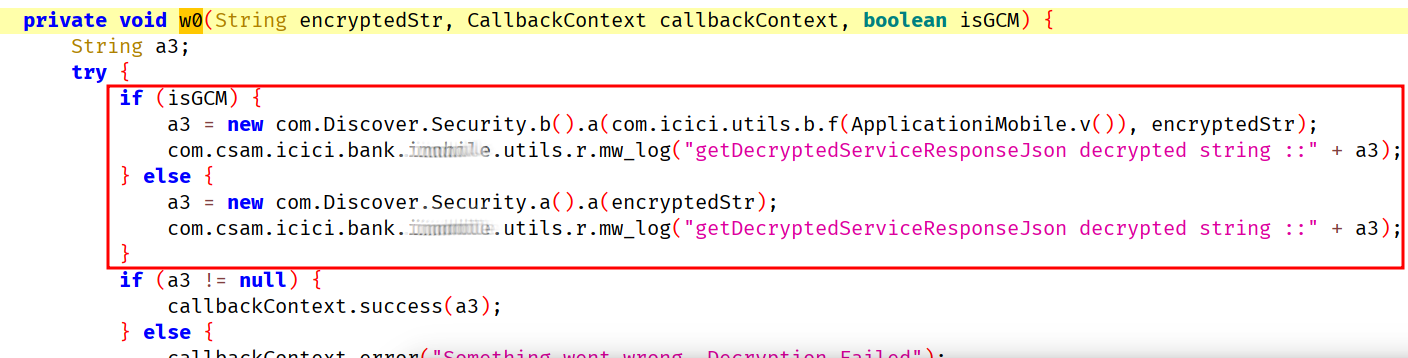 private void w0(String encryptedStr, CallbackContext callbackContext, boolean isGCM) {
String a3;
try {
if (isGCM) {
a3 = new com.Discover.Security.b().a(com.icici.utils.b.f(ApplicationiMobile.v()), encryptedStr);
com.csam.icici.bank..utils.r.mw_log("getDecryptedServiceResponseJson decrypted string ::" + a3);
} else {
a3 = new com.Discover.Security.a().a(encryptedStr);
com.csam.icici.bank..utils.r.mw_log("getDecryptedServiceResponseJson decrypted string ::" + a3);
}
if (a3 != null) {
callbackContext.success(a3);
} else {
callbackContext.error("Something went wrong, Decryption Failed");